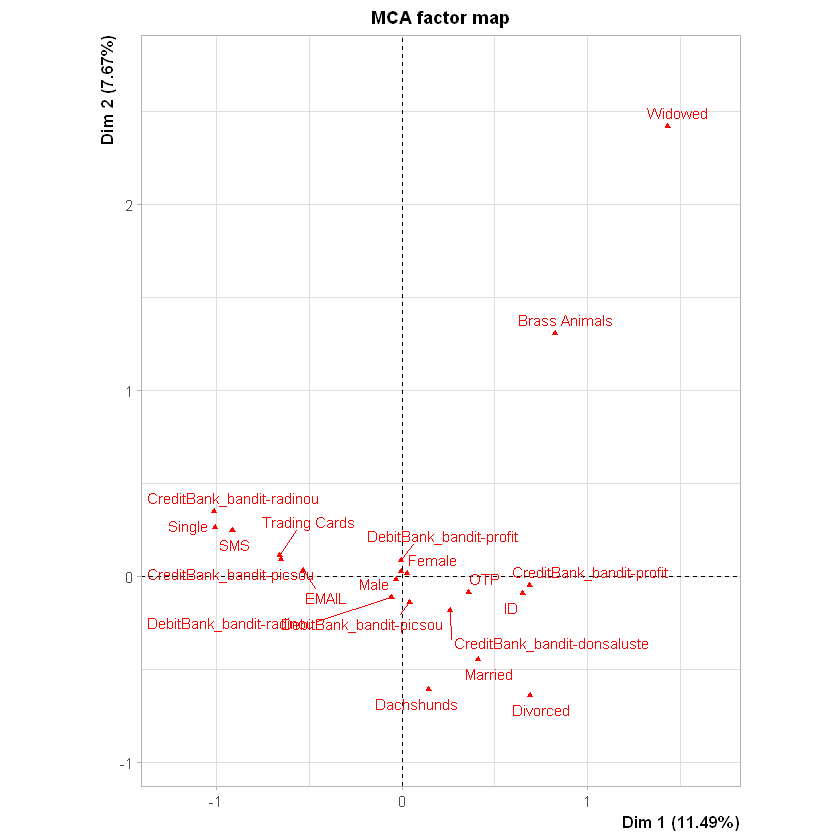 MCA factor map
Dim 2 (7.67%)
Widowed
2
Brass Animals
1
CreditBank_bandit-radinou
Trading Cards
Single
SMS
DebitBank_bandit-profit
Female
CreditBank_bandit-picsou
0
OTP
CreditBank_bandit-profit
Male
EMAIL
ID
DebitBank_bandit-radinou
DebitBank_bandit-picsou
CreditBank_bandit-donsaluste
Married
Dachshunds
Divorced
-1
-1
0
1
Dim 1 (11.49%)